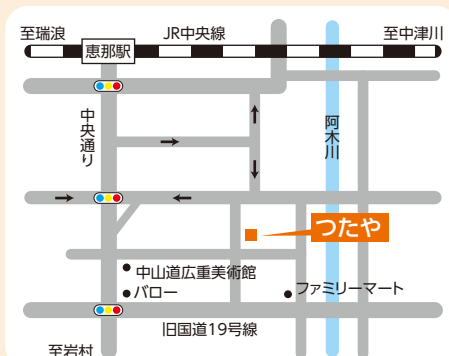 至瑞浪
JR中央線
至中津川
恵那駅
中央通り
阿木川
つたや
中山道広重美術館
バロー
ファミリーマート
旧国道19号線
至岩村